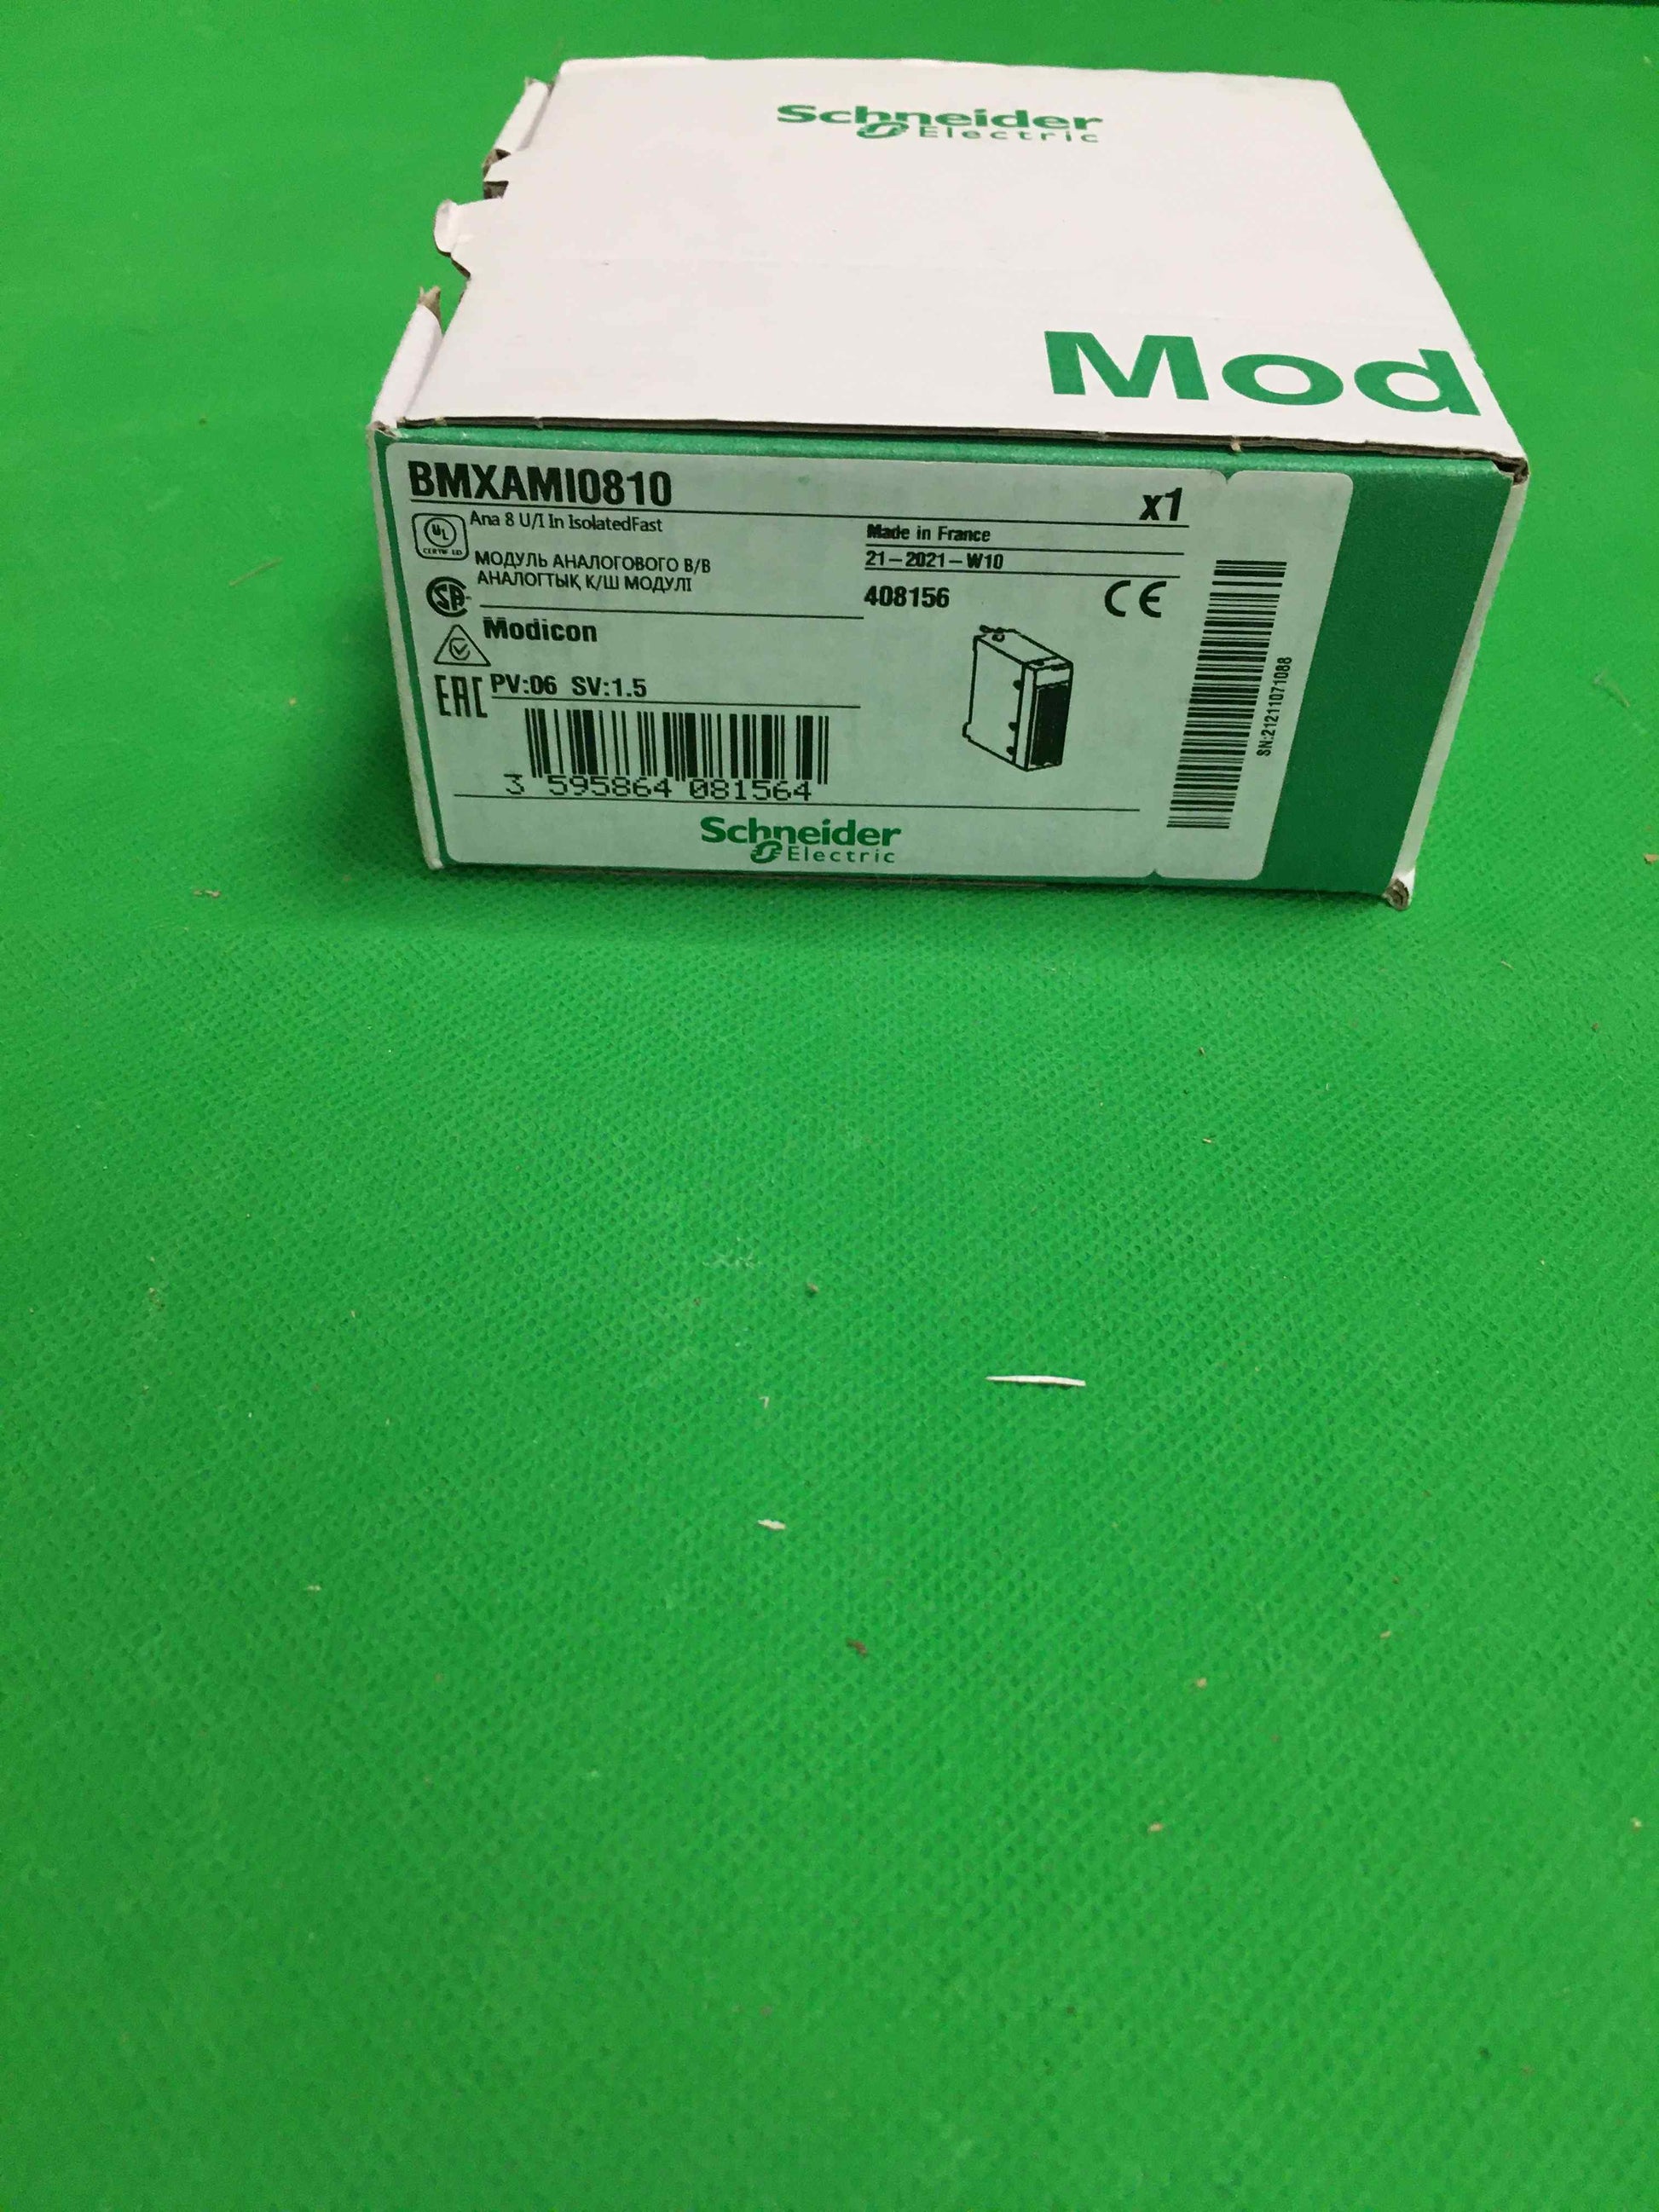 Schneider
Electric
Mod
BMXAMI0810
x1
Ana 8 U/I In IsolatedFast
МОДУЛЬ АНАЛОГОВОГО В/В
АНАЛОГТЫҚ К/Ш МОДУЛІ
Made in France
21-2021-W10
408156
CE
Modicon
EAC
PV:06 SV:1.5
3 595864 081564
SN:21211071088
Schneider
Electric